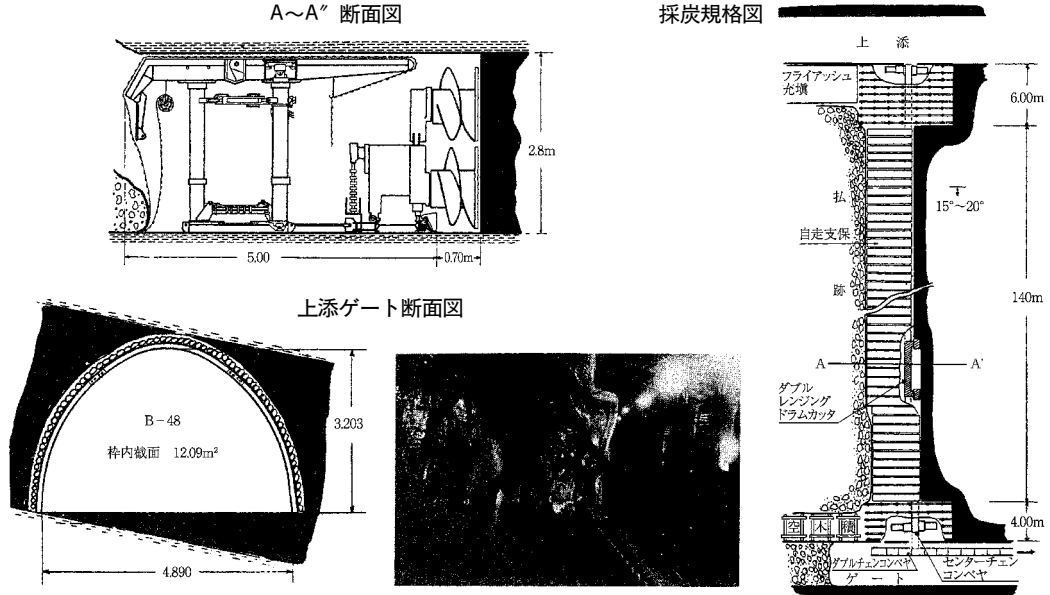 A～A″ 断面図
2.8m
5.00
0.70m
上添ゲート断面図
B－48
枠内截面 12.09m²
3.203
4.890
採炭規格図
上 添
フライアッシュ
充塡
6.00m
払
跡
15°～20°
自走支保
140m
A
A′
ダブル
レンジング
ドラムカッタ
空 木 積
4.00m
ダブルチェンコンベヤ
ゲート
センターチェン
コンベヤ